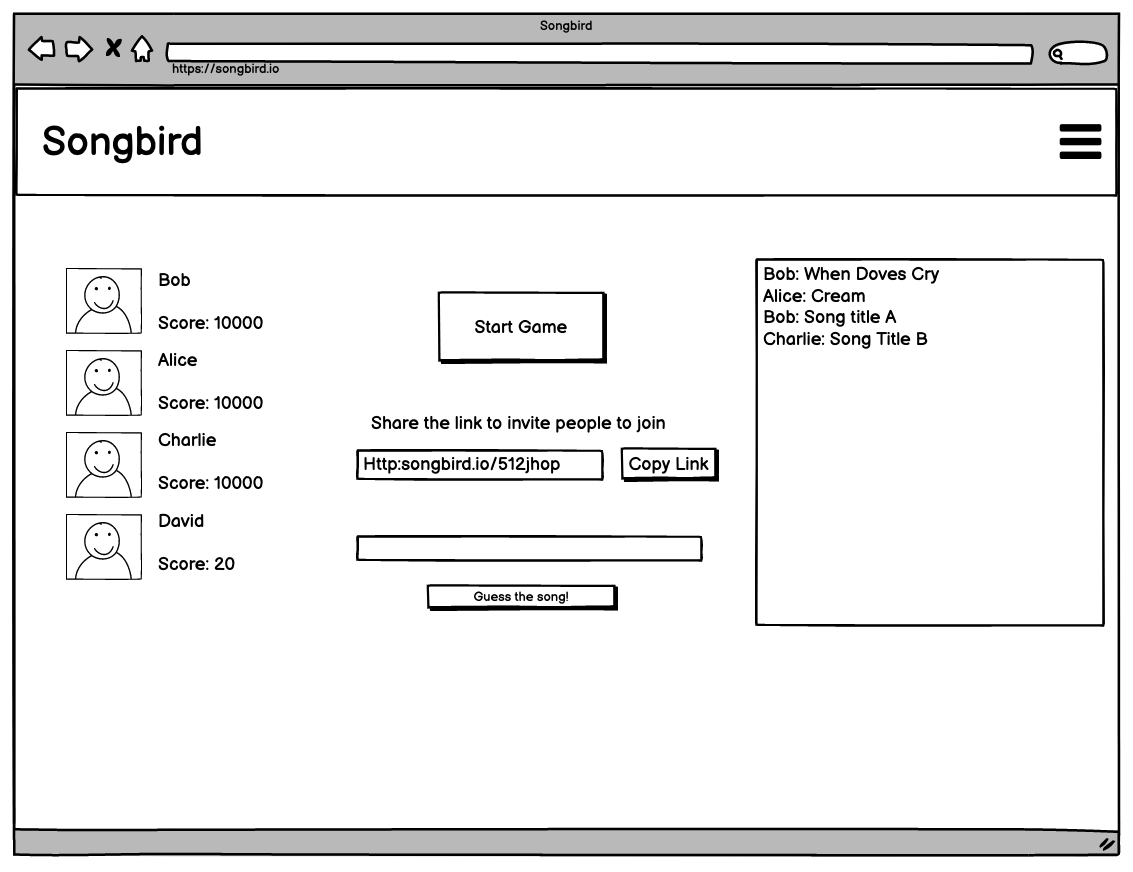 Songbird
https://songbird.io
Songbird
Bob
Score: 10000
Alice
Score: 10000
Charlie
Score: 10000
David
Score: 20
Start Game
Share the link to invite people to join
Http:songbird.io/512jhop
Copy Link
Guess the song!
Bob: When Doves Cry
Alice: Cream
Bob: Song title A
Charlie: Song Title B